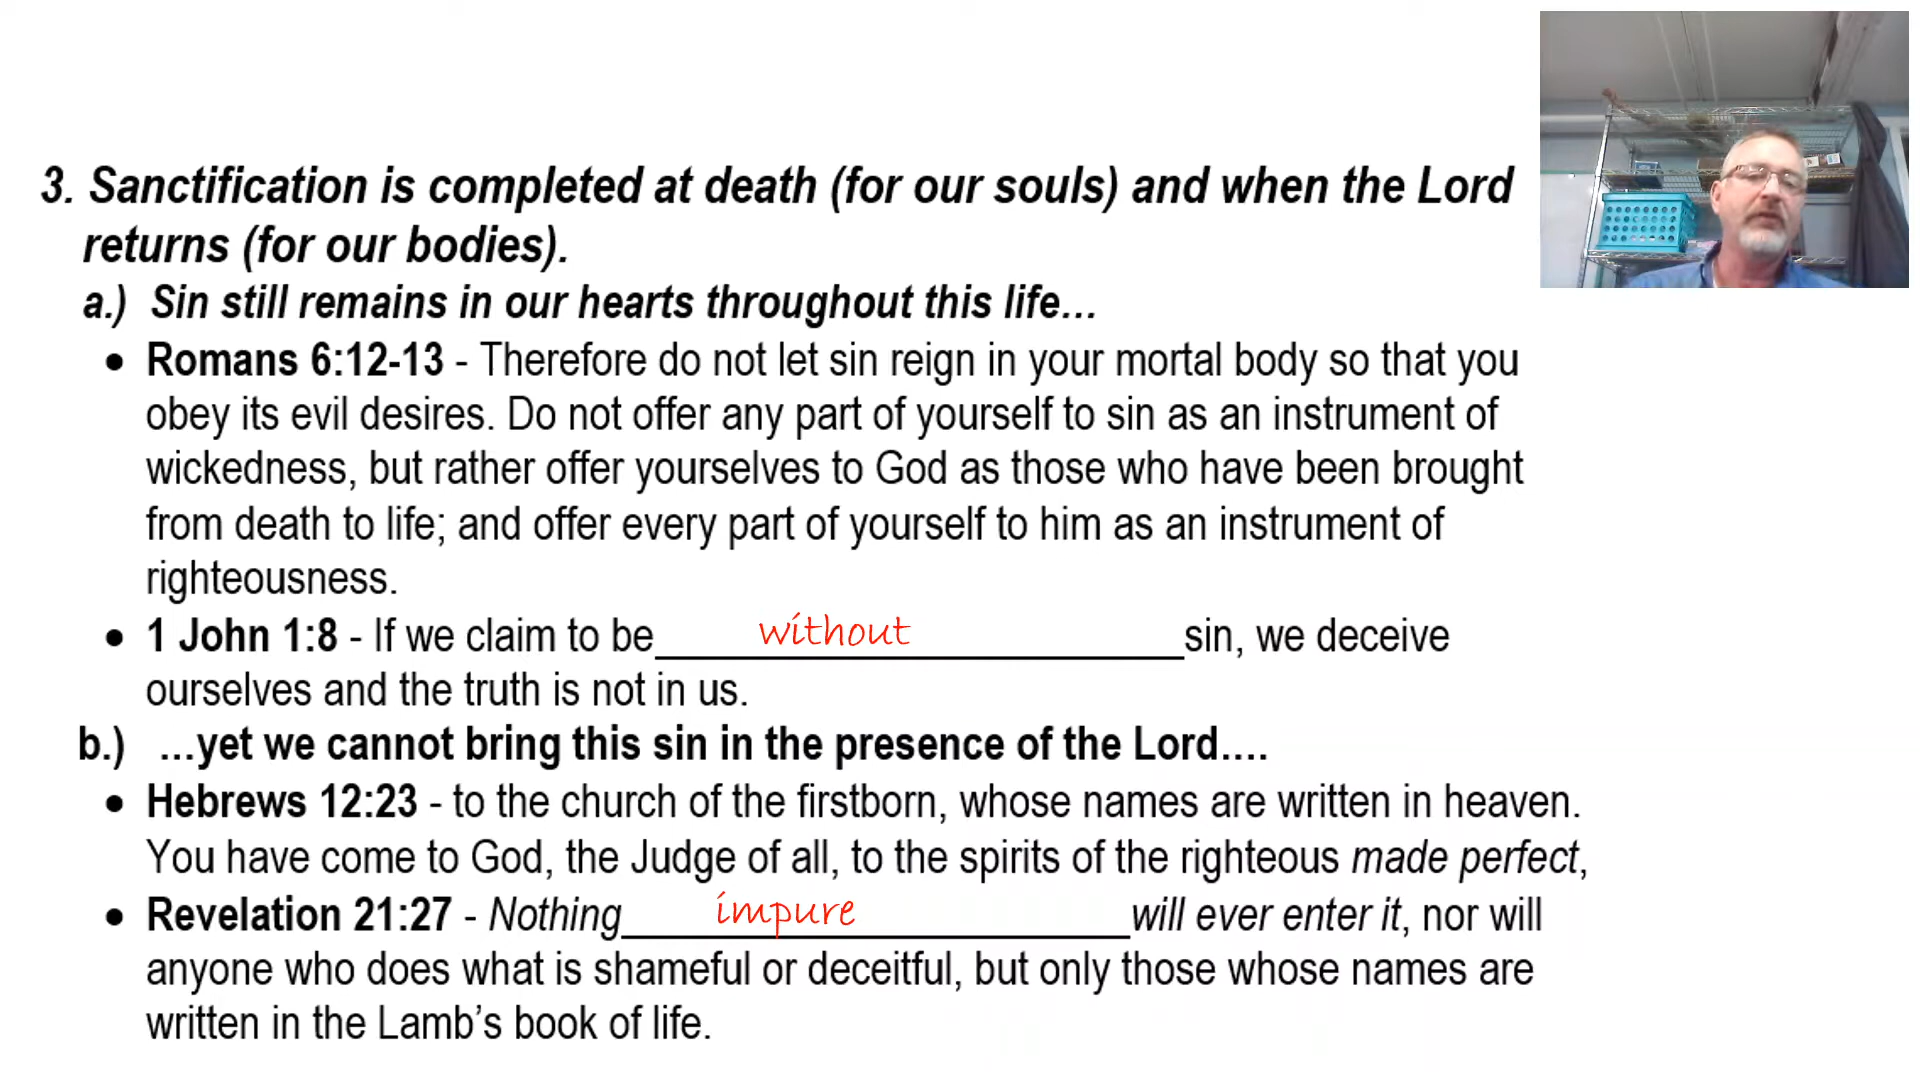 3. Sanctification is completed at death (for our souls) and when the Lord
returns (for our bodies).
a.) Sin still remains in our hearts throughout this life…
• Romans 6:12-13 - Therefore do not let sin reign in your mortal body so that you
obey its evil desires. Do not offer any part of yourself to sin as an instrument of
wickedness, but rather offer yourselves to God as those who have been brought
from death to life; and offer every part of yourself to him as an instrument of
righteousness.
• 1 John 1:8 - If we claim to be without sin, we deceive
ourselves and the truth is not in us.
b.) …yet we cannot bring this sin in the presence of the Lord….
• Hebrews 12:23 - to the church of the firstborn, whose names are written in heaven.
You have come to God, the Judge of all, to the spirits of the righteous made perfect,
• Revelation 21:27 - Nothing impure will ever enter it, nor will
anyone who does what is shameful or deceitful, but only those whose names are
written in the Lamb’s book of life.